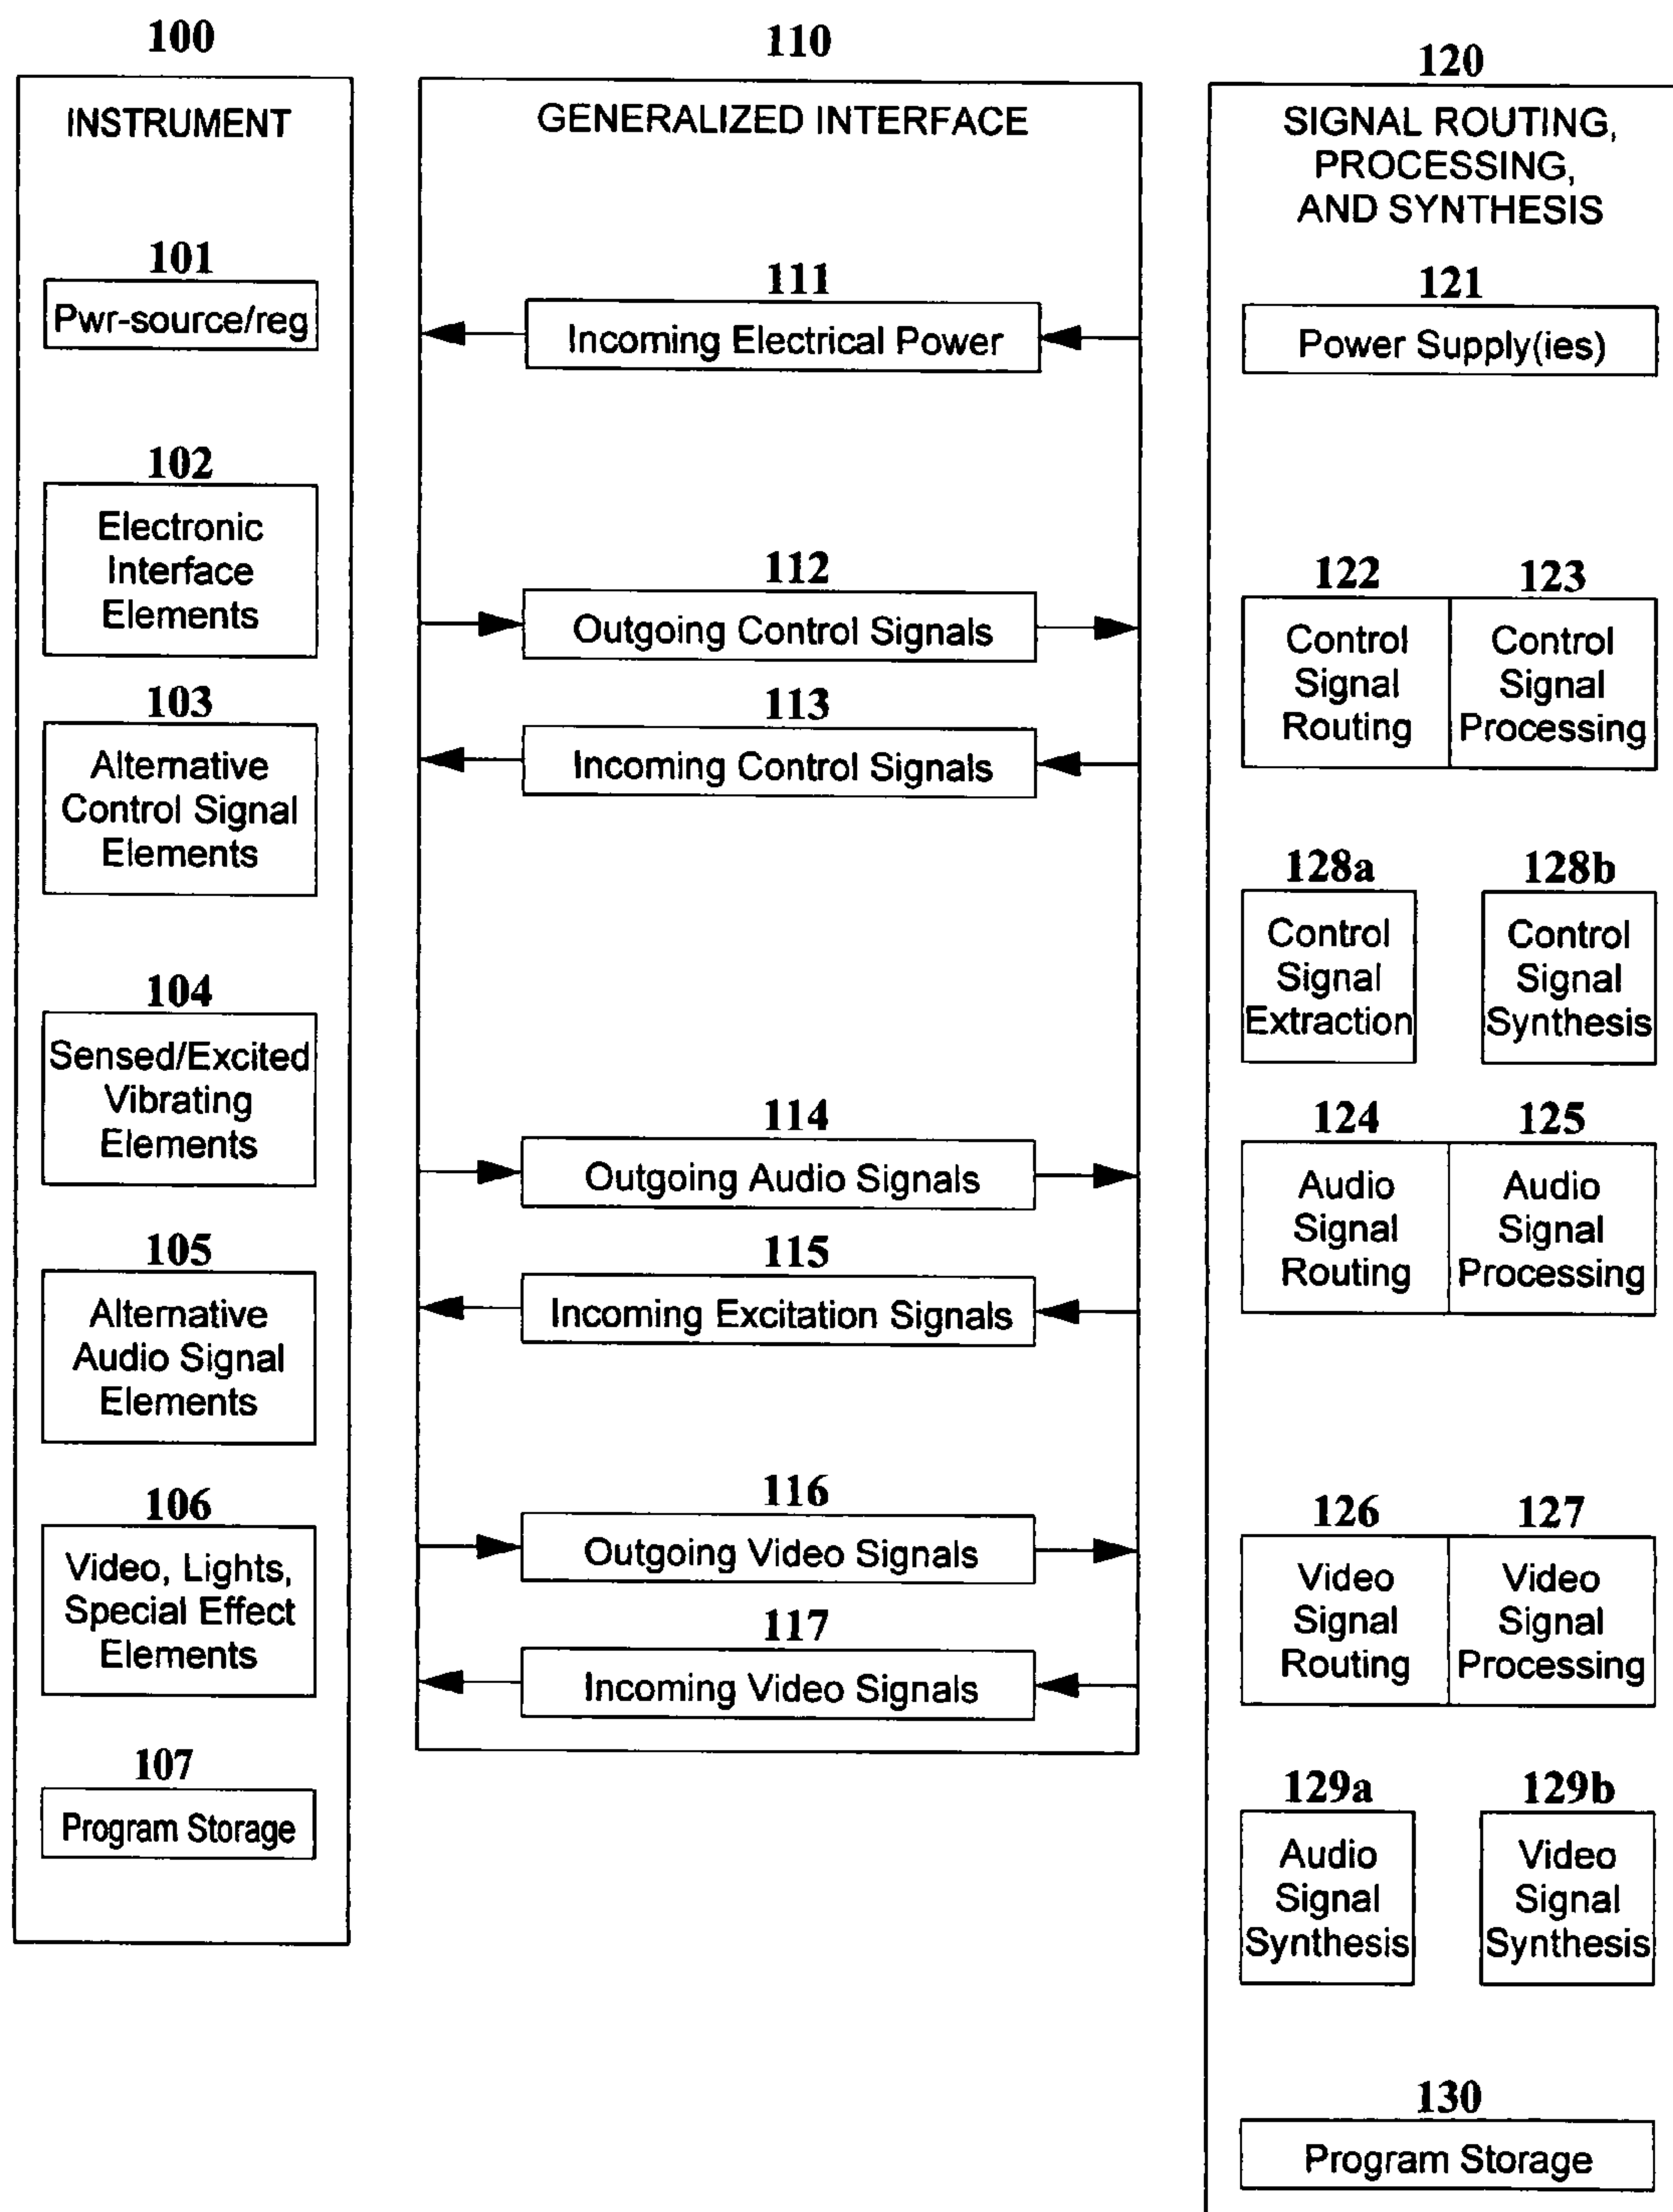 100
INSTRUMENT
101
Pwr-source/reg
102
Electronic
Interface
Elements
103
Alternative
Control Signal
Elements
104
Sensed/Excited
Vibrating
Elements
105
Alternative
Audio Signal
Elements
106
Video, Lights,
Special Effect
Elements
107
Program Storage
110
GENERALIZED INTERFACE
111
Incoming Electrical Power
112
Outgoing Control Signals
113
Incoming Control Signals
114
Outgoing Audio Signals
115
Incoming Excitation Signals
116
Outgoing Video Signals
117
Incoming Video Signals
120
SIGNAL ROUTING,
PROCESSING,
AND SYNTHESIS
121
Power Supply(ies)
122
Control
Signal
Routing
123
Control
Signal
Processing
128a
Control
Signal
Extraction
128b
Control
Signal
Synthesis
124
Audio
Signal
Routing
125
Audio
Signal
Processing
126
Video
Signal
Routing
127
Video
Signal
Processing
129a
Audio
Signal
Synthesis
129b
Video
Signal
Synthesis
130
Program Storage